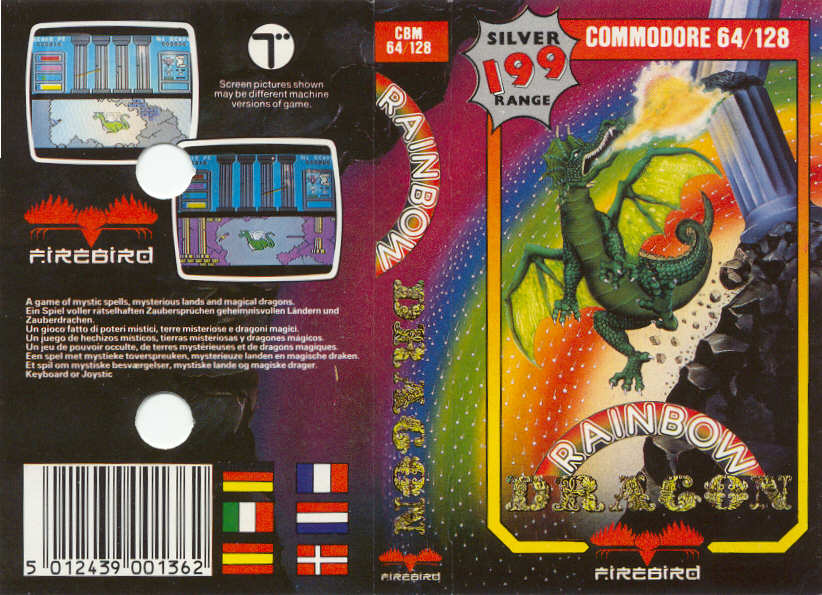 Screen pictures shown
may be different machine
versions of game.
FIREBIRD
A game of mystic spells, mysterious lands and magical dragons.
Ein Spiel voller rätselhaften Zaubersprüchen geheimnisvollen Ländern und
Zauberdrachen.
Un gioco fatto di poteri mistici, terre misteriose e dragoni magici.
Un juego de hechizos misticos, tierras misteriosas y dragones mágicos.
Un jeu de pouvoir occulte, de terres mystérieuses et de dragons magiques.
Een spel met mystieke toverspreuken, mysterieuze landen en magische draken.
Et spil om mystiske besværgelser, mystiske lande og magiske drager.
Keyboard or Joystic
5 012439 001362
CBM
64/128
RAINBOW
DRAGON
FIREBIRD
SILVER
199
RANGE
COMMODORE 64/128
RAINBOW
DRAGON
FIREBIRD